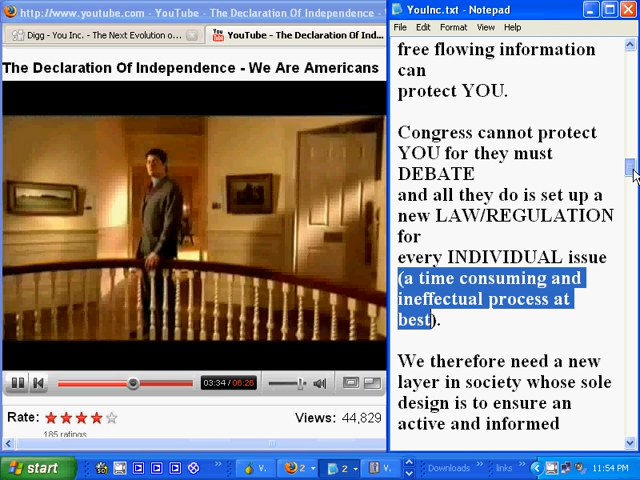 http://www.youtube.com - YouTube - The Declaration Of Independence -
Digg - You Inc. - The Next Evolution o...
YouTube - The Declaration Of Ind...
The Declaration Of Independence - We Are Americans
03:34 / 06:26
Rate:
Views: 44,829
185 ratings
YouInc.txt - Notepad
File Edit Format View Help
free flowing information
can
protect YOU.
Congress cannot protect
YOU for they must
DEBATE
and all they do is set up a
new LAW/REGULATION
for
every INDIVIDUAL issue
(a time consuming and
ineffectual process at
best).
We therefore need a new
layer in society whose sole
design is to ensure an
active and informed
start
V.
2
2
V.
Downloads
links
11:54 PM